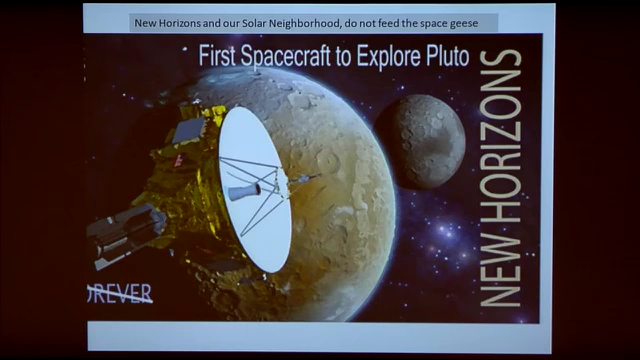 New Horizons and our Solar Neighborhood, do not feed the space geese
First Spacecraft to Explore Pluto
NEW HORIZONS
OREVER